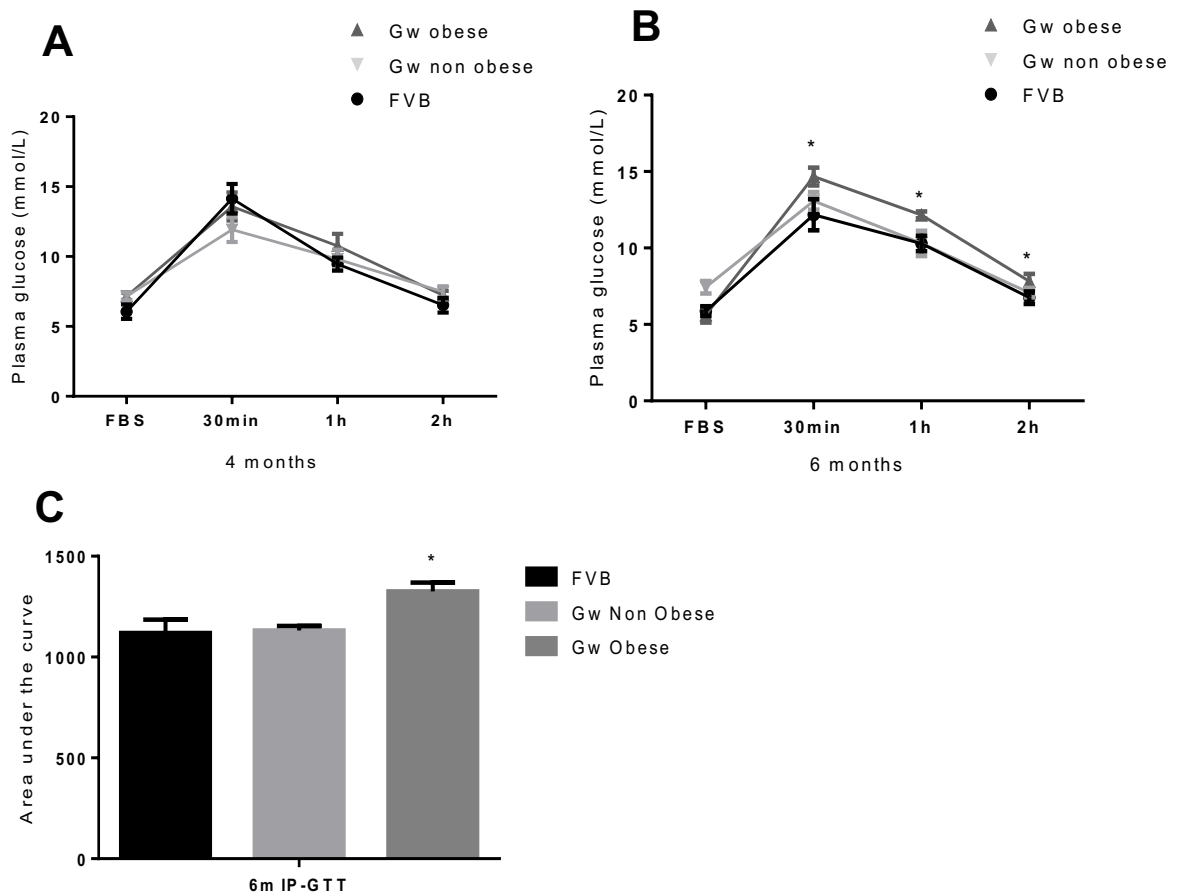 A
Gw obese
Gw non obese
FVB
Plasma glucose (mmol/L)
20
15
10
5
0
FBS 30min 1h 2h
4 months
B
Gw obese
Gw non obese
FVB
Plasma glucose (mmol/L)
20
15
10
5
0
* * *
FBS 30min 1h 2h
6 months
C
Area under the curve
1500
1000
500
0
*
6m IP-GTT
FVB
Gw Non Obese
Gw Obese